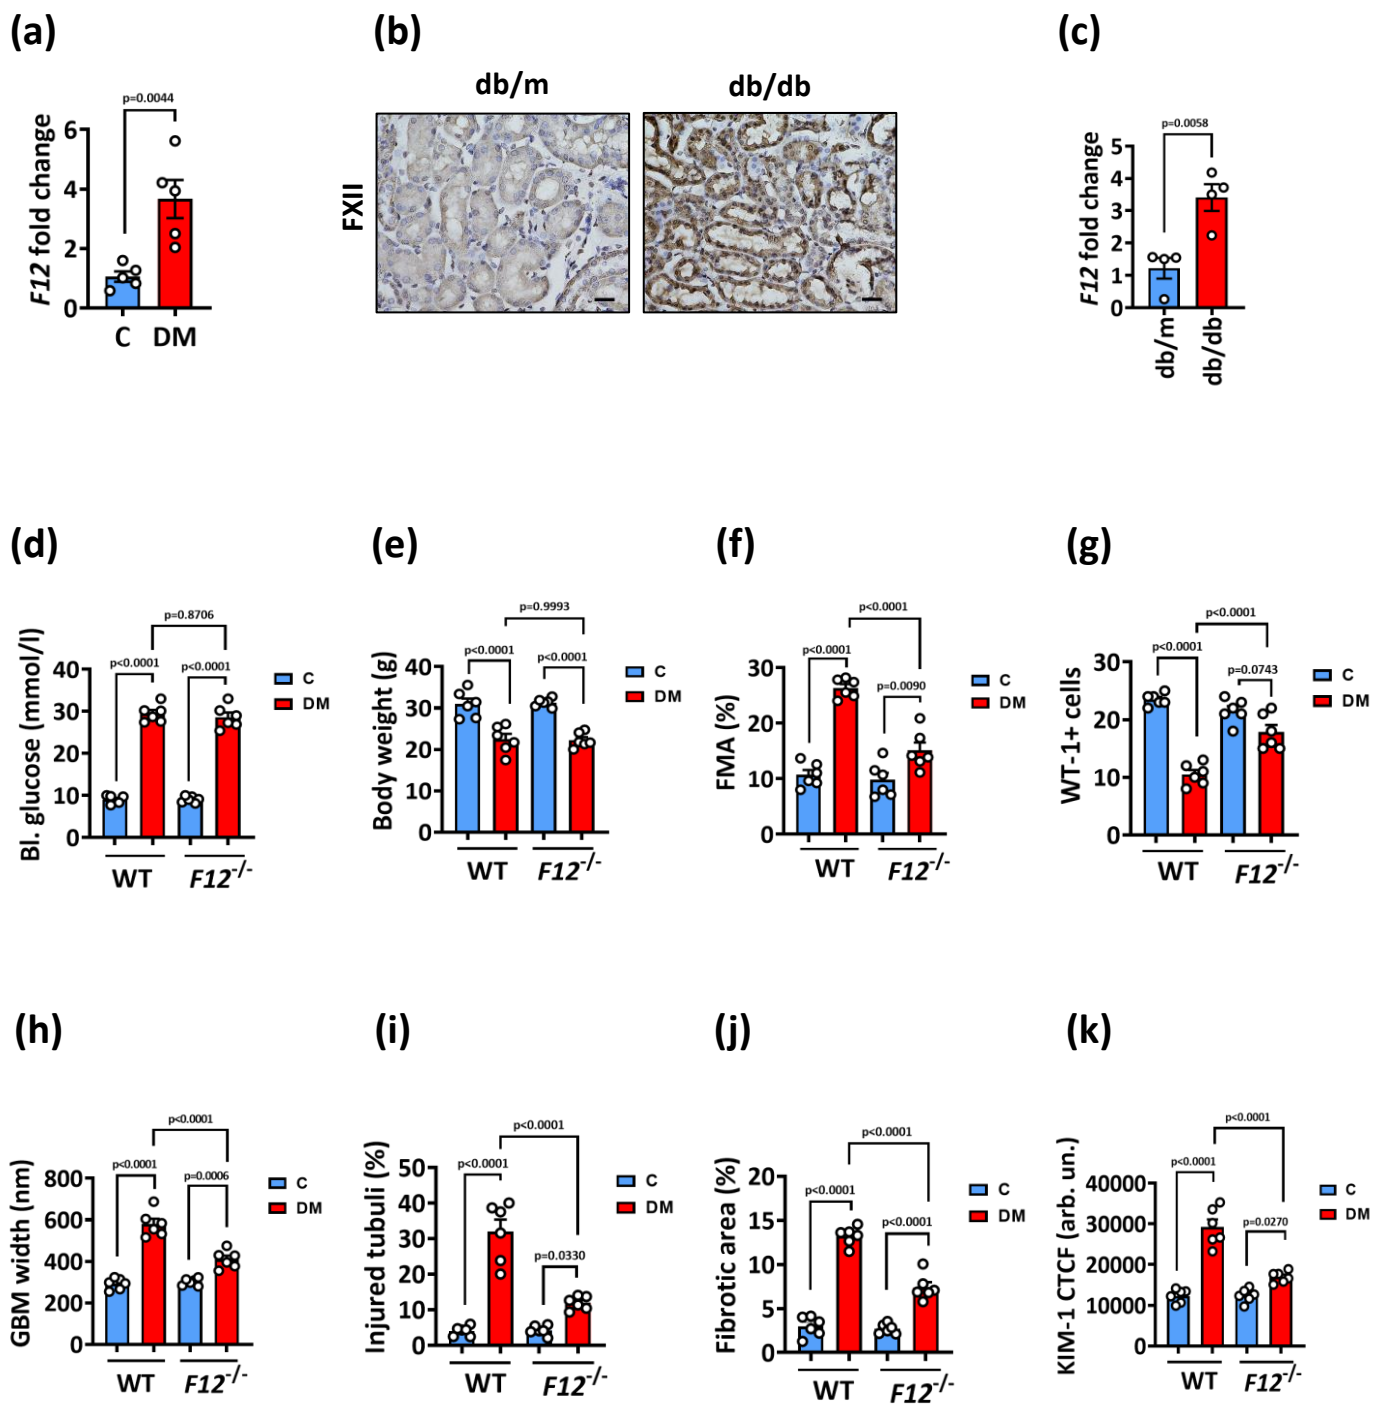 (a)
p=0.0044
F12 fold change
6
4
2
0
C DM
(b)
db/m db/db
FXII
(c)
p=0.0058
F12 fold change
5
4
3
2
1
0
db/m
db/db
(d)
p=0.8706
p<0.0001 p<0.0001
Bl. glucose (mmol/l)
40
30
20
10
0
WT F12-/-
C
DM
(e)
p=0.9993
p<0.0001 p<0.0001
Body weight (g)
40
30
20
10
0
WT F12-/-
C
DM
(f)
p<0.0001
p<0.0001
p=0.0090
FMA (%)
30
20
10
0
WT F12-/-
C
DM
(g)
p<0.0001
p<0.0001
p=0.0743
WT-1+ cells
30
20
10
0
WT F12-/-
C
DM
(h)
p<0.0001
p<0.0001
p=0.0006
GBM width (nm)
800
600
400
200
0
WT F12-/-
C
DM
(i)
p<0.0001
p<0.0001
p=0.0330
Injured tubuli (%)
50
40
30
20
10
0
WT F12-/-
C
DM
(j)
p<0.0001
p<0.0001
p<0.0001
Fibrotic area (%)
20
15
10
5
0
WT F12-/-
C
DM
(k)
p<0.0001
p<0.0001
p=0.0270
KIM-1 CTCF (arb. un.)
40000
30000
20000
10000
0
WT F12-/-
C
DM